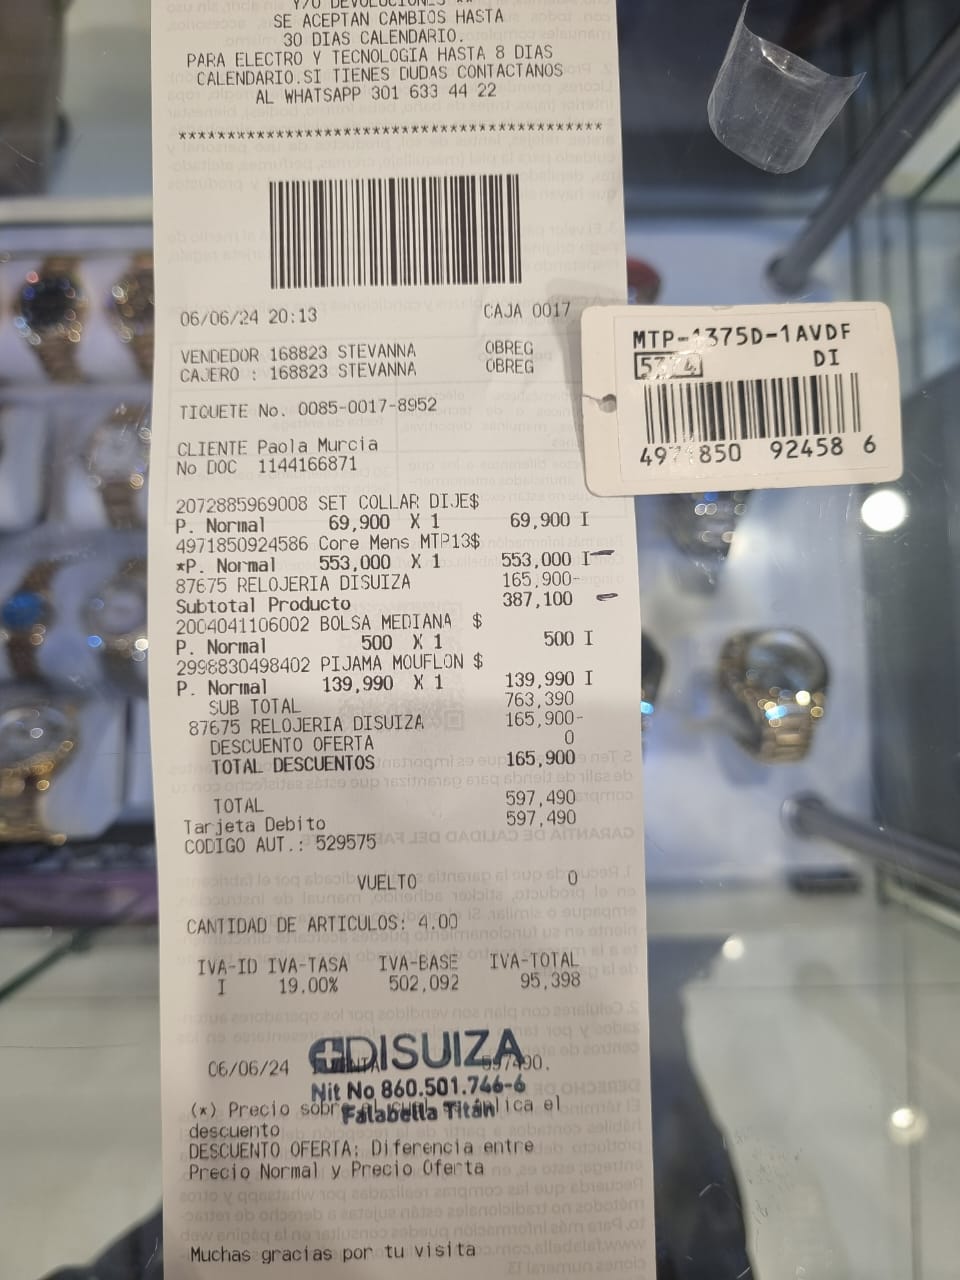 Y/O DEVOLUCIONES **
SE ACEPTAN CAMBIOS HASTA
30 DIAS CALENDARIO.
PARA ELECTRO Y TECNOLOGIA HASTA 8 DIAS
CALENDARIO.SI TIENES DUDAS CONTACTANOS
AL WHATSAPP 301 633 44 22
******************************************
06/06/24 20:13 CAJA 0017
VENDEDOR 168823 STEVANNA OBREG
CAJERO : 168823 STEVANNA OBREG
TIQUETE No. 0085-0017-8952
CLIENTE Paola Murcia
No DOC 1144166871
2072885969008 SET COLLAR DIJE$
P. Normal 69,900 X 1 69,900 I
4971850924586 Core Mens MTP13$
*P. Normal 553,000 X 1 553,000 I
87675 RELOJERIA DISUIZA 165,900-
Subtotal Producto 387,100
2004041106002 BOLSA MEDIANA $
P. Normal 500 X 1 500 I
2998830498402 PIJAMA MOUFLON $
P. Normal 139,990 X 1 139,990 I
SUB TOTAL 763,390
87675 RELOJERIA DISUIZA 165,900-
DESCUENTO OFERTA 0
TOTAL DESCUENTOS 165,900
TOTAL 597,490
Tarjeta Debito 597,490
CODIGO AUT.: 529575
VUELTO 0
CANTIDAD DE ARTICULOS: 4.00
IVA-ID IVA-TASA IVA-BASE IVA-TOTAL
I 19.00% 502,092 95,398
06/06/24 597490.
DISUIZA
Nit No 860.501.746-6
Falabella Titán
(*) Precio aplica el
descuento
DESCUENTO OFERTA: Diferencia entre
Precio Normal y Precio Oferta
Muchas gracias por tu visita
MTP-1375D-1AVDF
5374 DI
4971850 92458 6